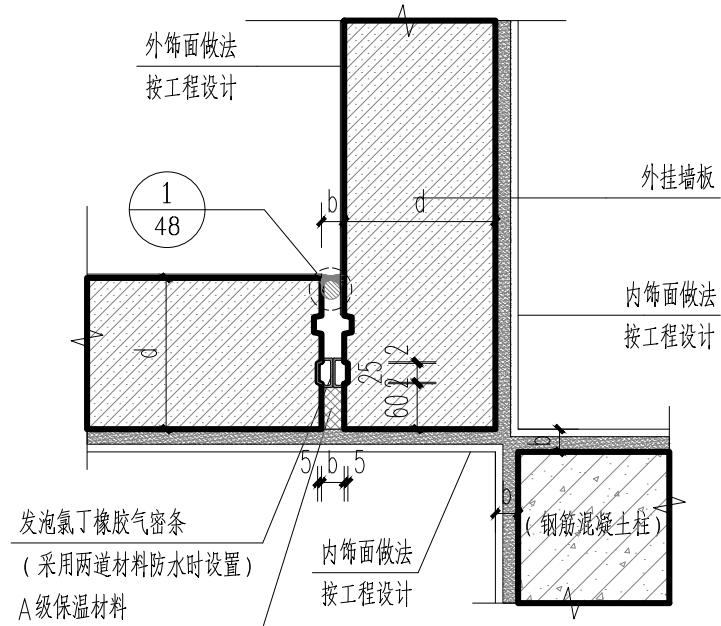 外饰面做法
按工程设计
外挂墙板
1
48
b
d
内饰面做法
按工程设计
d
2
25
2
60
b
5 b 5
b
(钢筋混凝土柱)
发泡氯丁橡胶气密条
(采用两道材料防水时设置)
A级保温材料
内饰面做法
按工程设计